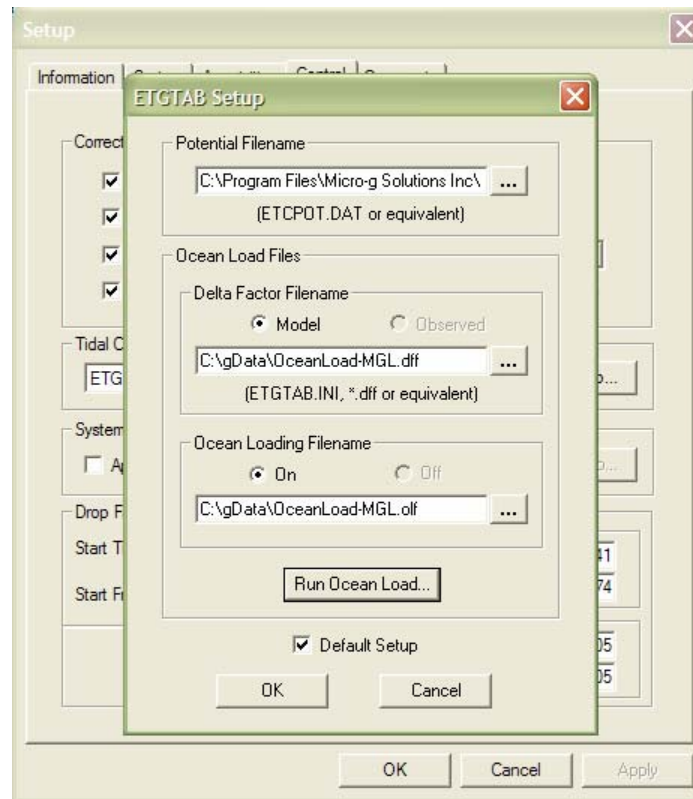 Setup
Information
Control
ETGTAB Setup
Potential Filename
C:\Program Files\Micro-g Solutions Inc\
...
(ETCPOT.DAT or equivalent)
Ocean Load Files
Delta Factor Filename
Model
Observed
C:\gData\OceanLoad-MGL.dff
...
(ETGTAB.INI, *.dff or equivalent)
Ocean Loading Filename
On
Off
C:\gData\OceanLoad-MGL.olf
...
Run Ocean Load...
Default Setup
OK
Cancel
Correct
Tidal C
ETG
System
Drop F
Start T
41
Start Fr
74
05
05
OK
Cancel
Apply